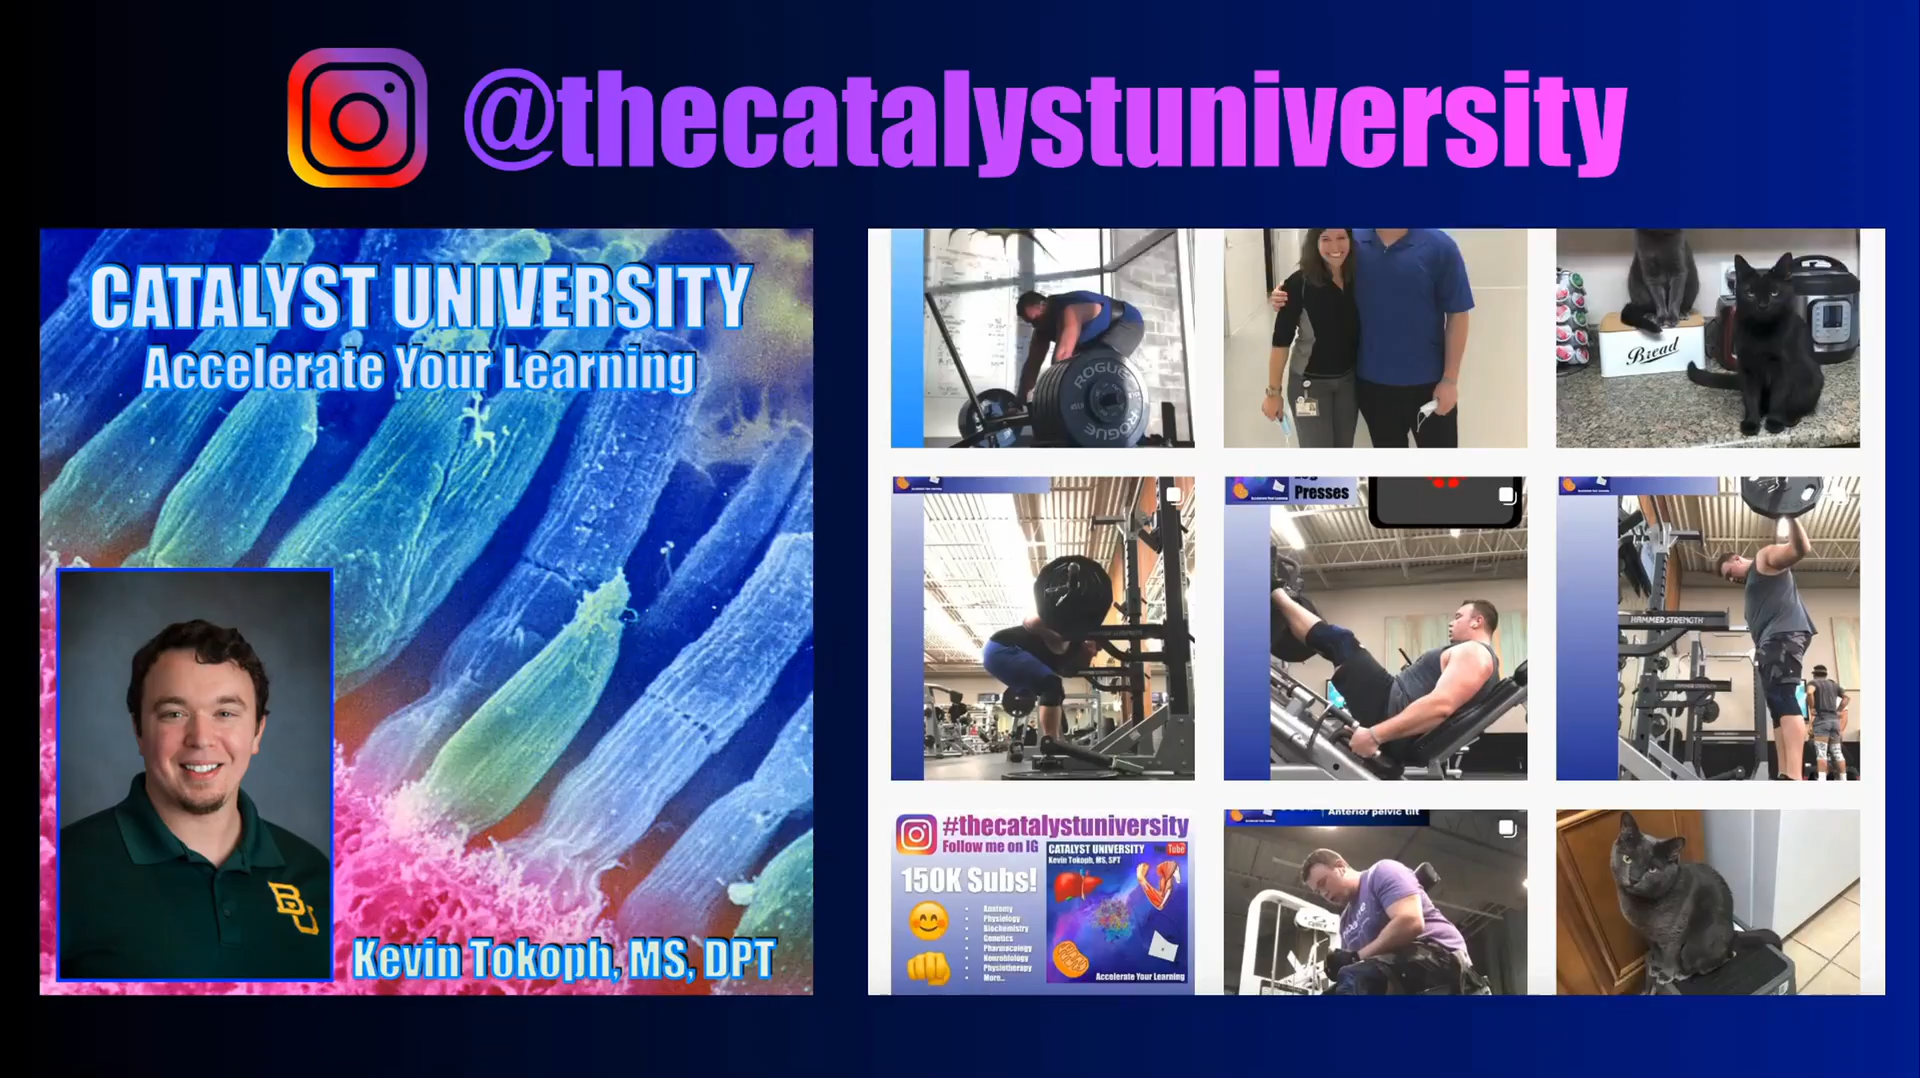 @thecatalystuniversity
CATALYST UNIVERSITY
Accelerate Your Learning
Kevin Tokoph, MS, DPT
BU
ROGUE
ROGUE
Bread
Presses
HAMMER STRENGTH
#thecatalystuniversity
Follow me on IG
150K Subs!
Anatomy
Physiology
Biochemistry
Genetics
Pharmacology
Neurobiology
Physiotherapy
More...
CATALYST UNIVERSITY
Tube
Kevin Tokoph, MS, SPT
Accelerate Your Learning
Anterior pelvic tilt